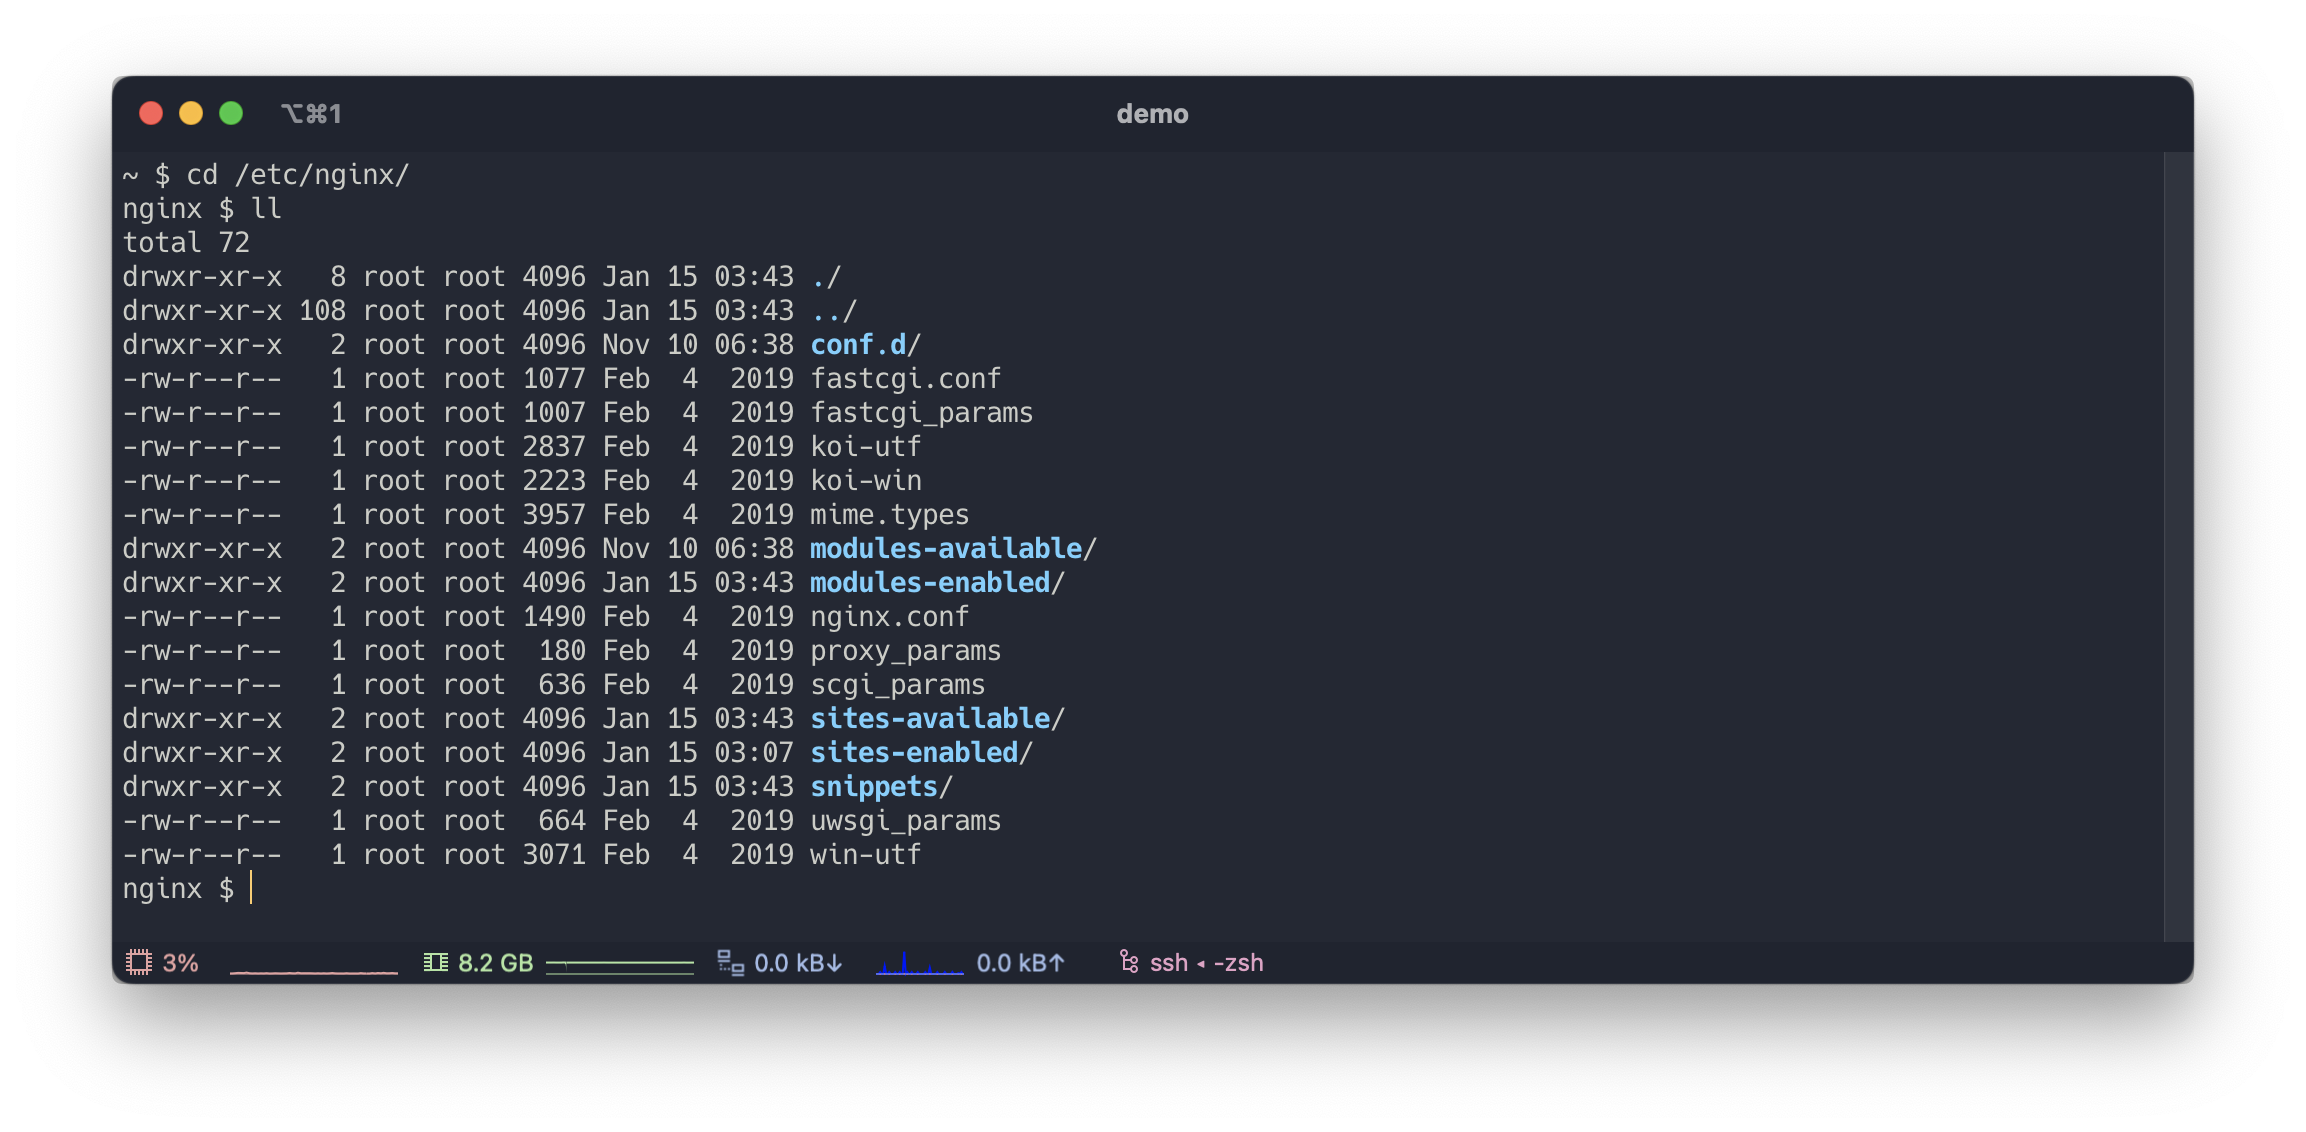 ⌥⌘1 demo
~ $ cd /etc/nginx/
nginx $ ll
total 72
drwxr-xr-x   8 root root 4096 Jan 15 03:43 ./
drwxr-xr-x 108 root root 4096 Jan 15 03:43 ../
drwxr-xr-x   2 root root 4096 Nov 10 06:38 conf.d/
-rw-r--r--   1 root root 1077 Feb  4  2019 fastcgi.conf
-rw-r--r--   1 root root 1007 Feb  4  2019 fastcgi_params
-rw-r--r--   1 root root 2837 Feb  4  2019 koi-utf
-rw-r--r--   1 root root 2223 Feb  4  2019 koi-win
-rw-r--r--   1 root root 3957 Feb  4  2019 mime.types
drwxr-xr-x   2 root root 4096 Nov 10 06:38 modules-available/
drwxr-xr-x   2 root root 4096 Jan 15 03:43 modules-enabled/
-rw-r--r--   1 root root 1490 Feb  4  2019 nginx.conf
-rw-r--r--   1 root root  180 Feb  4  2019 proxy_params
-rw-r--r--   1 root root  636 Feb  4  2019 scgi_params
drwxr-xr-x   2 root root 4096 Jan 15 03:43 sites-available/
drwxr-xr-x   2 root root 4096 Jan 15 03:07 sites-enabled/
drwxr-xr-x   2 root root 4096 Jan 15 03:43 snippets/
-rw-r--r--   1 root root  664 Feb  4  2019 uwsgi_params
-rw-r--r--   1 root root 3071 Feb  4  2019 win-utf
nginx $
3% 8.2 GB 0.0 kB↓ 0.0 kB↑ ssh ◂ -zsh